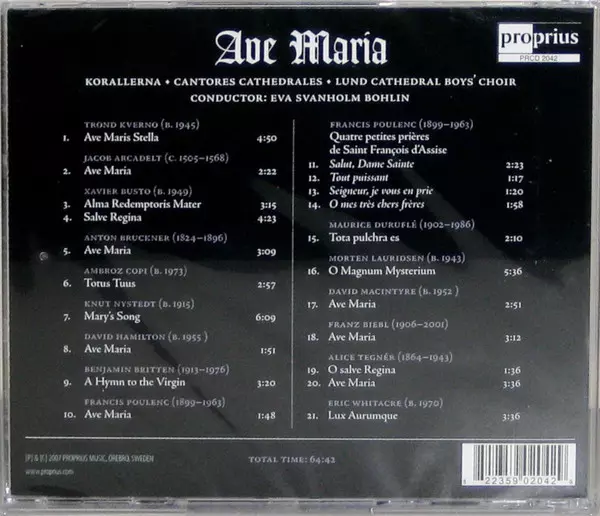 Ave Maria
proprius
PRCD 2042
KORALLERNA • CANTORES CATHEDRALES • LUND CATHEDRAL BOYS' CHOIR
CONDUCTOR: EVA SVANHOLM BOHLIN
TROND KVERNO (B. 1945)
1. Ave Maris Stella 4:50
JACOB ARCADELT (C. 1505-1568)
2. Ave Maria 2:22
XAVIER BUSTO (B. 1949)
3. Alma Redemptoris Mater 3:15
4. Salve Regina 4:23
ANTON BRUCKNER (1824-1896)
5. Ave Maria 3:09
AMBROZ COPI (B. 1973)
6. Totus Tuus 2:57
KNUT NYSTEDT (B. 1915)
7. Mary's Song 6:09
DAVID HAMILTON (B. 1955 )
8. Ave Maria 1:51
BENJAMIN BRITTEN (1913-1976)
9. A Hymn to the Virgin 3:20
FRANCIS POULENC (1899-1963)
10. Ave Maria 1:48
FRANCIS POULENC (1899-1963)
Quatre petites prières
de Saint François d'Assise
11. Salut, Dame Sainte 2:23
12. Tout puissant 1:17
13. Seigneur, je vous en prie 1:20
14. O mes très chers frères 1:58
MAURICE DURUFLÉ (1902-1986)
15. Tota pulchra es 2:10
MORTEN LAURIDSEN (B. 1943)
16. O Magnum Mysterium 5:36
DAVID MACINTYRE (B. 1952 )
17. Ave Maria 2:51
FRANZ BIEBL (1906-2001)
18. Ave Maria 3:12
ALICE TEGNÉR (1864-1943)
19. O salve Regina 1:36
20. Ave Maria 3:36
ERIC WHITACRE (B. 1970)
21. Lux Aurumque 3:36
(P) & (C) 2007 PROPRIUS MUSIC, ÖREBRO, SWEDEN
www.proprius.com
TOTAL TIME: 64:42
8 22359 02042 8